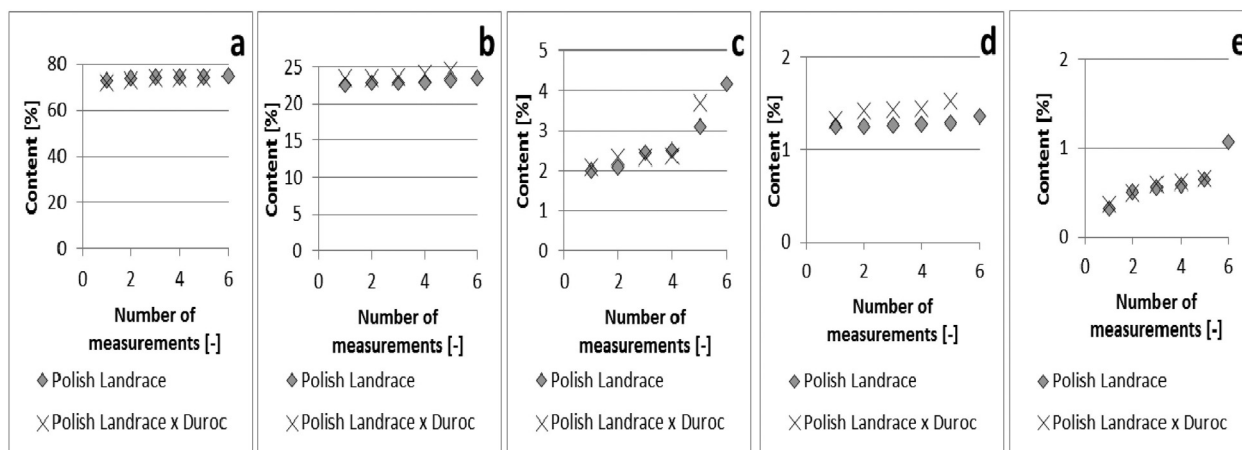 a
Content [%]
80
60
40
20
0
0 2 4 6
Number of
measurements [-]
Polish Landrace
Polish Landrace x Duroc
b
Content [%]
25
20
15
10
5
0
0 2 4 6
Number of
measurements [-]
Polish Landrace
Polish Landrace x Duroc
c
Content [%]
5
4
3
2
1
0
0 2 4 6
Number of
measurements [-]
Polish Landrace
Polish Landrace x Duroc
d
Content [%]
2
1
0
0 2 4 6
Number of
measurements [-]
Polish Landrace
Polish Landrace x Duroc
e
Content [%]
2
1
0
0 2 4 6
Number of
measurements [-]
Polish Landrace
Polish Landrace x Duroc